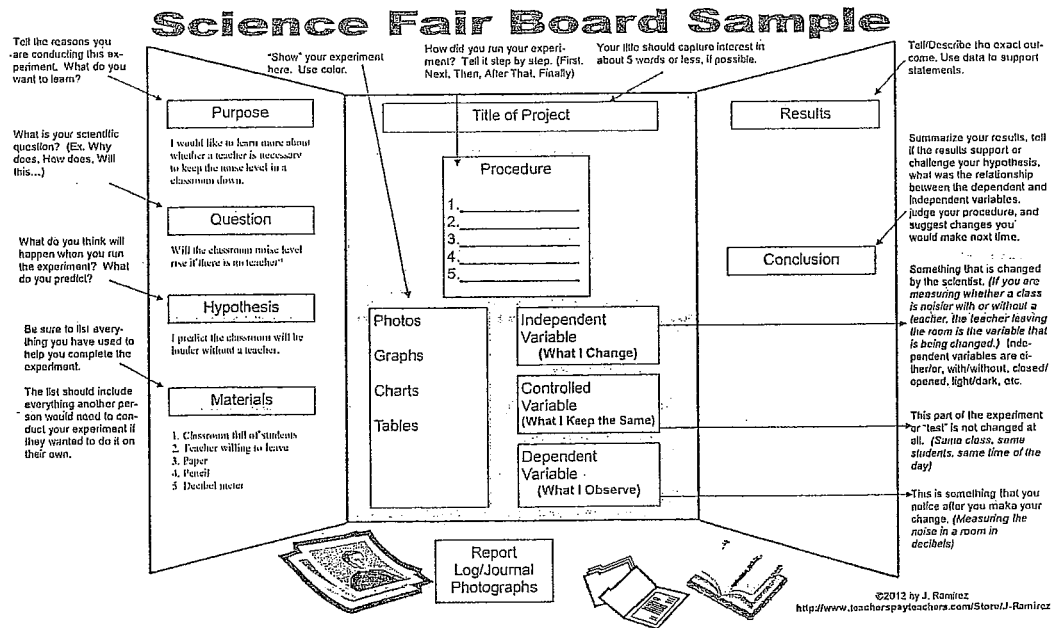 Science Fair Board Sample
Tell the reasons you
are conducting this ex-
periment. What do you
want to learn?
What is your scientific
question? (Ex. Why
does, How does, Will
this...)
What do you think will
happen when you run
the experiment? What
do you predict?
Be sure to list every-
thing you have used to
help you complete the
experiment.
The list should include
everything another per-
son would need to con-
duct your experiment if
they wanted to do it on
their own.
Purpose
I would like to learn more about
whether a teacher is necessary
to keep the noise level in a
classroom down.
Question
Will the classroom noise level
rise if there is no teacher?
Hypothesis
I predict the classroom will be
louder without a teacher.
Materials
1. Classroom full of students
2. Teacher willing to leave
3. Paper
4. Pencil
5. Decibel meter
"Show" your experiment
here. Use color.
How did you run your experi-
ment? Tell it step by step. (First,
Next, Then, After That, Finally)
Your title should capture interest in
about 5 words or less, if possible.
Title of Project
Procedure
1.
2.
3.
4.
5.
Photos
Graphs
Charts
Tables
Independent
Variable
(What I Change)
Controlled
Variable
(What I Keep the Same)
Dependent
Variable
(What I Observe)
Results
Conclusion
Tell/Describe the exact out-
come. Use data to support
statements.
Summarize your results, tell
if the results support or
challenge your hypothesis,
what was the relationship
between the dependent and
independent variables,
judge your procedure, and
suggest changes you
would make next time.
Something that is changed
by the scientist. (If you are
measuring whether a class
is noisier with or without a
teacher, the teacher leaving
the room is the variable that
is being changed.) Inde-
pendent variables are ei-
ther/or, with/without, closed/
opened, light/dark, etc.
This part of the experiment
or "test" is not changed at
all. (Same class, same
students, same time of the
day)
This is something that you
notice after you make your
change. (Measuring the
noise in a room in
decibels)
Report
Log/Journal
Photographs
©2012 by J. Ramirez
http://www.teacherspayteachers.com/Store/J-Ramirez